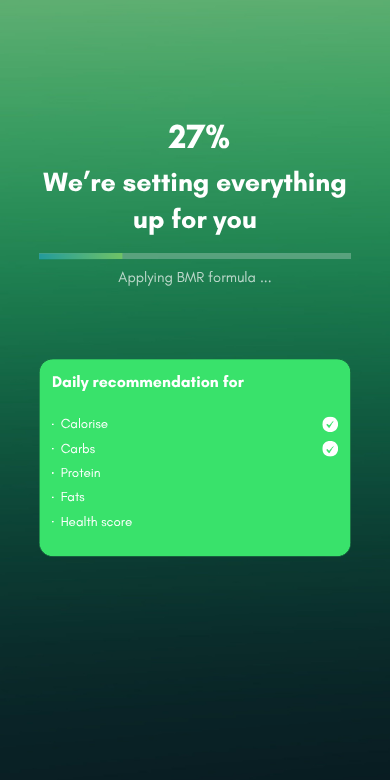 27%
We’re setting everything
up for you
Applying BMR formula ...
Daily recommendation for
· Calorise
· Carbs
· Protein
· Fats
· Health score